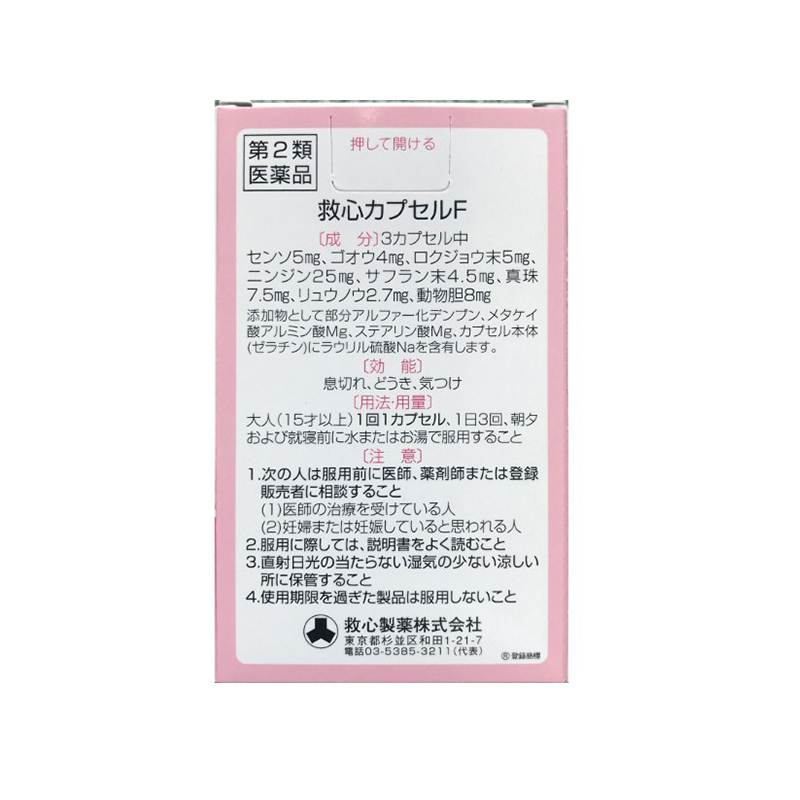 第2類
医薬品
押して開ける
救心カプセルF
〔成 分〕3カプセル中
センソ5mg、ゴオウ4mg、ロクジョウ末5mg、
ニンジン25mg、サフラン末4.5mg、真珠
7.5mg、リュウノウ2.7mg、動物胆8mg
添加物として部分アルファー化デンプン、メタケイ
酸アルミン酸Mg、ステアリン酸Mg、カプセル本体
(ゼラチン)にラウリル硫酸Naを含有します。
〔効 能〕
息切れ、どうき、気つけ
〔用法・用量〕
大人(15才以上)1回1カプセル、1日3回、朝夕
および就寝前に水またはお湯で服用すること
〔注 意〕
1.次の人は服用前に医師、薬剤師または登録
販売者に相談すること
(1)医師の治療を受けている人
(2)妊婦または妊娠していると思われる人
2.服用に際しては、説明書をよく読むこと
3.直射日光の当たらない湿気の少ない涼しい
所に保管すること
4.使用期限を過ぎた製品は服用しないこと
救心製薬株式会社
東京都杉並区和田1-21-7
電話03-5385-3211(代表)
®登録商標